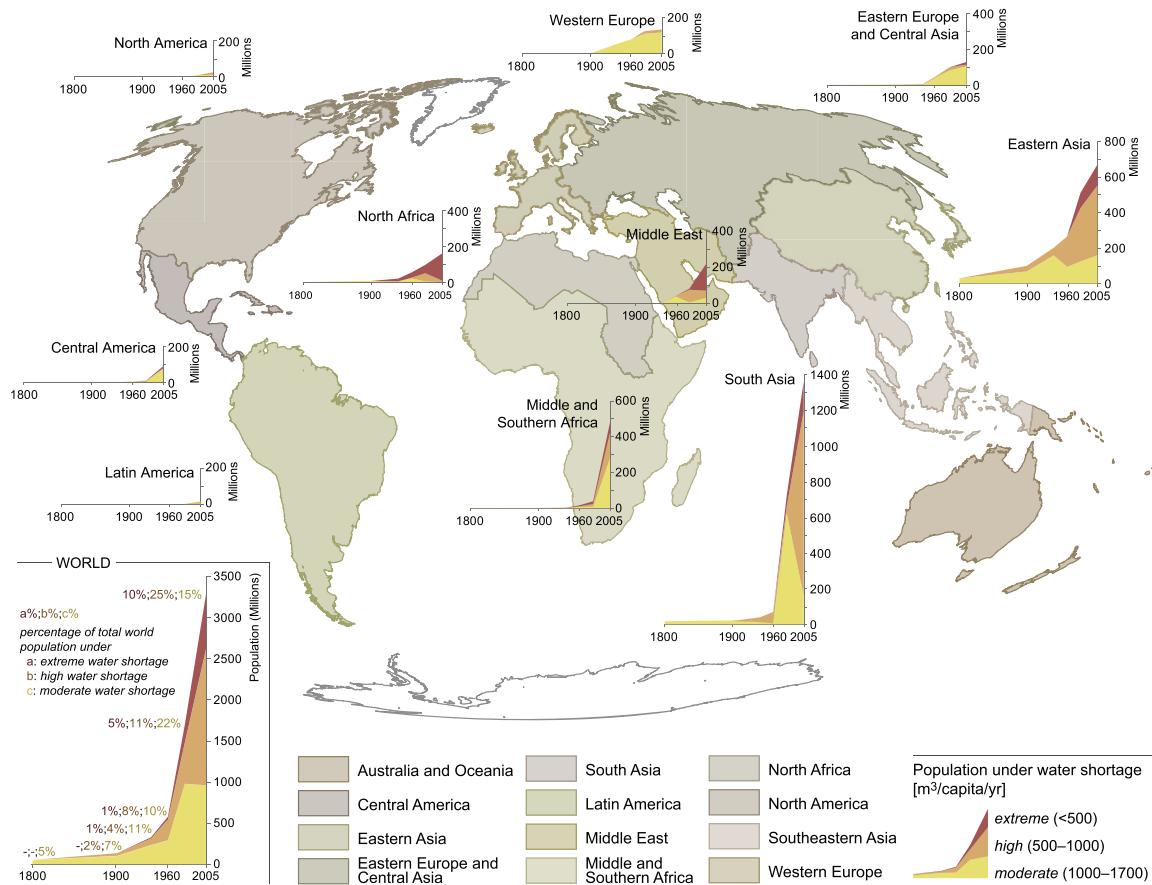 North America
200
0
Millions
1800 1900 1960 2005
Western Europe
200
0
Millions
1800 1900 1960 2005
Eastern Europe
and Central Asia
400
200
0
Millions
1800 1900 1960 2005
Eastern Asia
800
600
400
200
0
Millions
1800 1900 1960 2005
North Africa
400
200
0
Millions
1800 1900 1960 2005
Middle East
400
200
0
Millions
1800 1900 1960 2005
Central America
200
0
Millions
1800 1900 1960 2005
Middle and
Southern Africa
600
400
200
0
Millions
1800 1900 1960 2005
South Asia
1400
1200
1000
800
600
400
200
0
Millions
1800 1900 1960 2005
Latin America
200
0
Millions
1800 1900 1960 2005
WORLD
3500
3000
2500
2000
1500
1000
500
0
Population (Millions)
10%;25%;15%
a%;b%;c%
percentage of total world
population under
a: extreme water shortage
b: high water shortage
c: moderate water shortage
5%;11%;22%
1%;8%;10%
1%;4%;11%
-;2%;7%
-;-;5%
1800 1900 1960 2005
Australia and Oceania
Central America
Eastern Asia
Eastern Europe and
Central Asia
South Asia
Latin America
Middle East
Middle and
Southern Africa
North Africa
North America
Southeastern Asia
Western Europe
Population under water shortage
[m3/capita/yr]
extreme (<500)
high (500–1000)
moderate (1000–1700)